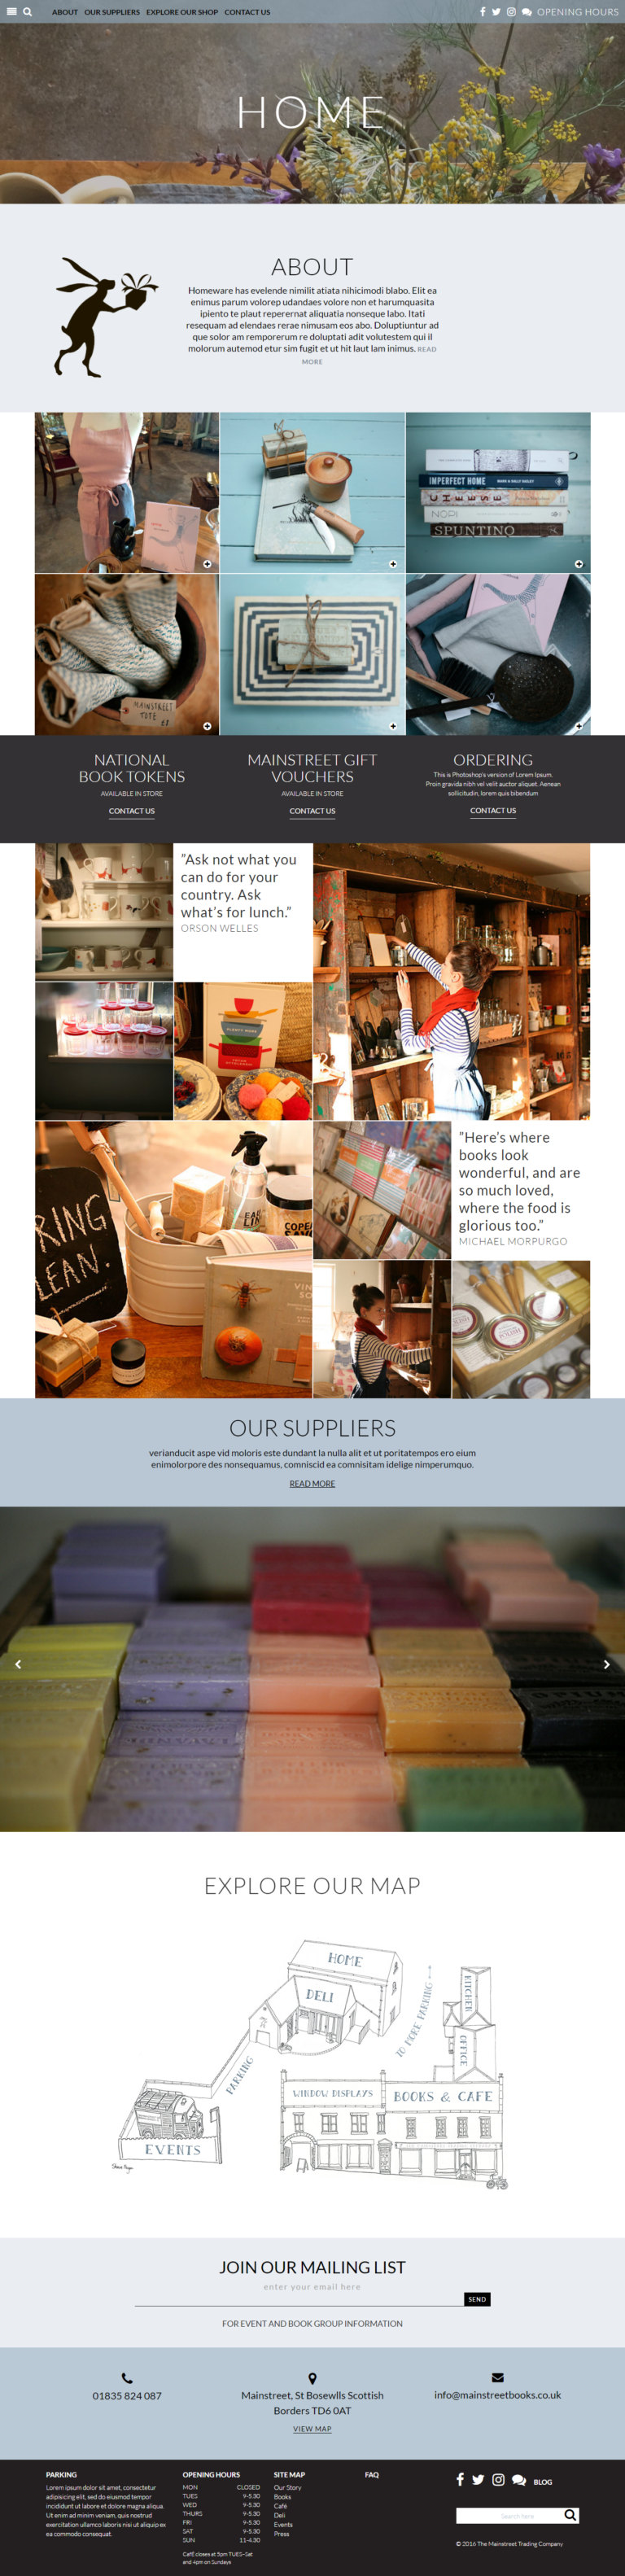 ABOUT OUR SUPPLIERS EXPLORE OUR SHOP CONTACT US
OPENING HOURS
HOME
ABOUT
Homeware has evelende nimilit atiata nihicimodi blabo. Elit ea
enimus parum volorep udandaes volore non et harumquasita
ipiento te plaut reperernat aliquatia nonseque labo. Itati
resequam ad elendaes rerae nimusam eos abo. Doluptiuntur ad
que solor am remporerum re doluptati adit volutestem qui il
molorum autemod etur sim fugit et ut hit laut lam inimus. READ
MORE
IMPERFECT HOME
CHEESE
NOPI
SPUNTINO
MAINSTREET
TOTE
NATIONAL
BOOK TOKENS
AVAILABLE IN STORE
CONTACT US
MAINSTREET GIFT
VOUCHERS
AVAILABLE IN STORE
CONTACT US
ORDERING
This is Photoshop's version of Lorem Ipsum.
Proin gravida nibh vel velit auctor aliquet. Aenean
sollicitudin, lorem quis bibendum
CONTACT US
"Ask not what you
can do for your
country. Ask
what's for lunch."
ORSON WELLES
PLENTY MORE
"Here's where
books look
wonderful, and are
so much loved,
where the food is
glorious too."
MICHAEL MORPURGO
KING
LEAN.
OUR SUPPLIERS
verianducit aspe vid moloris este dundant la nulla alit et ut poritatempos ero eium
enimolorpore des nonsequamus, comniscid ea comnisitam idelige nimperumquo.
READ MORE
EXPLORE OUR MAP
HOME
DELI
TO MORE PARKING
KITCHEN
OFFICE
PARKING
WINDOW DISPLAYS
BOOKS & CAFE
EVENTS
JOIN OUR MAILING LIST
enter your email here
SEND
FOR EVENT AND BOOK GROUP INFORMATION
01835 824 087
Mainstreet, St Bosewlls Scottish
Borders TD6 0AT
VIEW MAP
info@mainstreetbooks.co.uk
PARKING
Lorem ipsum dolor sit amet, consectetur
adipisicing elit, sed do eiusmod tempor
incididunt ut labore et dolore magna aliqua.
Ut enim ad minim veniam, quis nostrud
exercitation ullamco laboris nisi ut aliquip ex
ea commodo consequat.
OPENING HOURS
MON CLOSED
TUES 9-5.30
WED 9-5.30
THURS 9-5.30
FRI 9-5.30
SAT 9-5.30
SUN 11-4.30
Café closes at 5pm TUES-Sat
and 4pm on Sundays
SITE MAP
Our Story
Books
Café
Deli
Events
Press
FAQ
BLOG
Search here
© 2016 The Mainstreet Trading Company